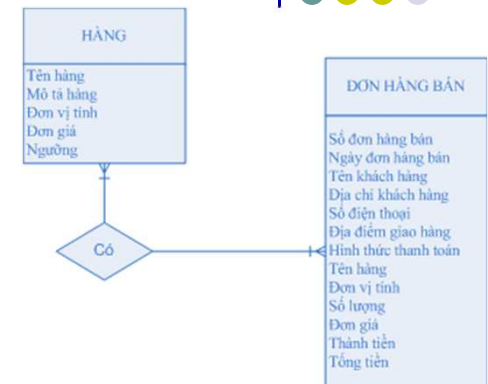 HÀNG
Tên hàng
Mô tả hàng
Đơn vị tính
Đơn giá
Ngưỡng
Có
ĐƠN HÀNG BÁN
Số đơn hàng bán
Ngày đơn hàng bán
Tên khách hàng
Địa chỉ khách hàng
Số điện thoại
Địa điểm giao hàng
Hình thức thanh toán
Tên hàng
Đơn vị tính
Số lượng
Đơn giá
Thành tiền
Tổng tiền